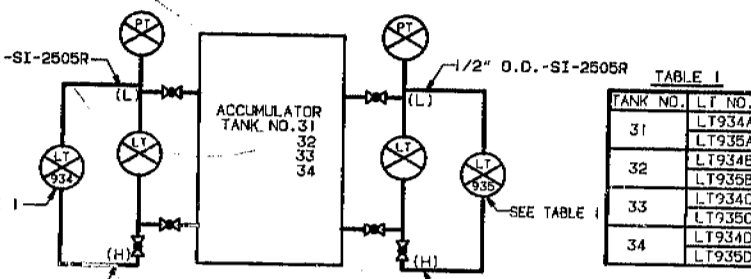 PT
PT
-SI-2505R
1/2" O.D.-SI-2505R
(L)
(L)
ACCUMULATOR
TANK NO.31
32
33
34
LT
934
LT
LT
LT
935
SEE TABLE 1
(H)
(H)
TABLE 1
TANK NO. LT NO.
31 LT934A
LT935A
32 LT934B
LT935B
33 LT934C
LT935C
34 LT934D
LT935D